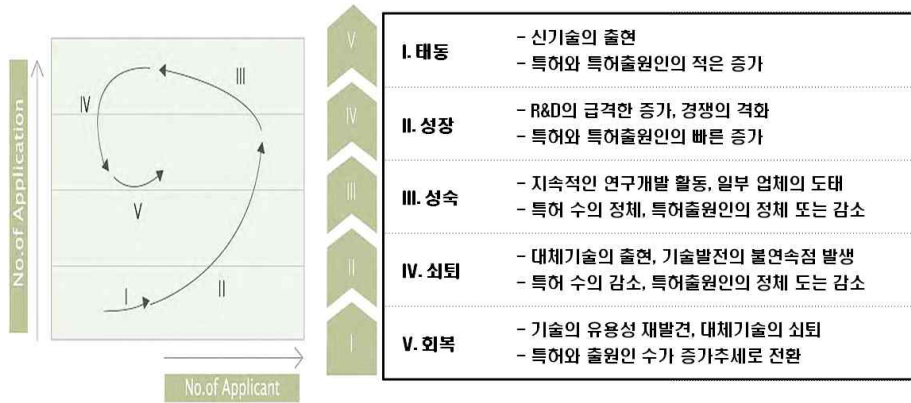 No.of Application
I
II
III
IV
V
No.of Applicant
V
IV
III
II
I
I. 태동
- 신기술의 출현
- 특허와 특허출원인의 적은 증가
II. 성장
- R&D의 급격한 증가, 경쟁의 격화
- 특허와 특허출원인의 빠른 증가
III. 성숙
- 지속적인 연구개발 활동, 일부 업체의 도태
- 특허 수의 정체, 특허출원인의 정체 또는 감소
IV. 쇠퇴
- 대체기술의 출현, 기술발전의 불연속점 발생
- 특허 수의 감소, 특허출원인의 정체 도는 감소
V. 회복
- 기술의 유용성 재발견, 대체기술의 쇠퇴
- 특허와 출원인 수가 증가추세로 전환